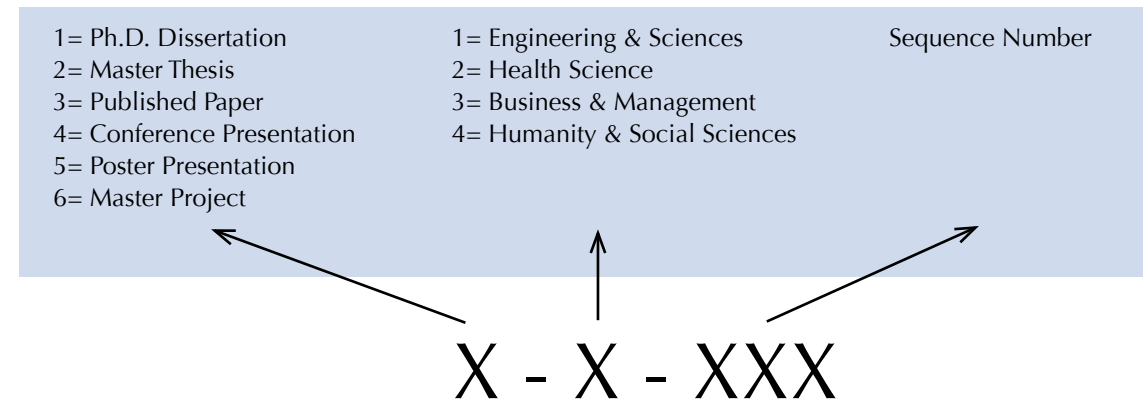 1= Ph.D. Dissertation
2= Master Thesis
3= Published Paper
4= Conference Presentation
5= Poster Presentation
6= Master Project
1= Engineering & Sciences
2= Health Science
3= Business & Management
4= Humanity & Social Sciences
Sequence Number
X - X - XXX